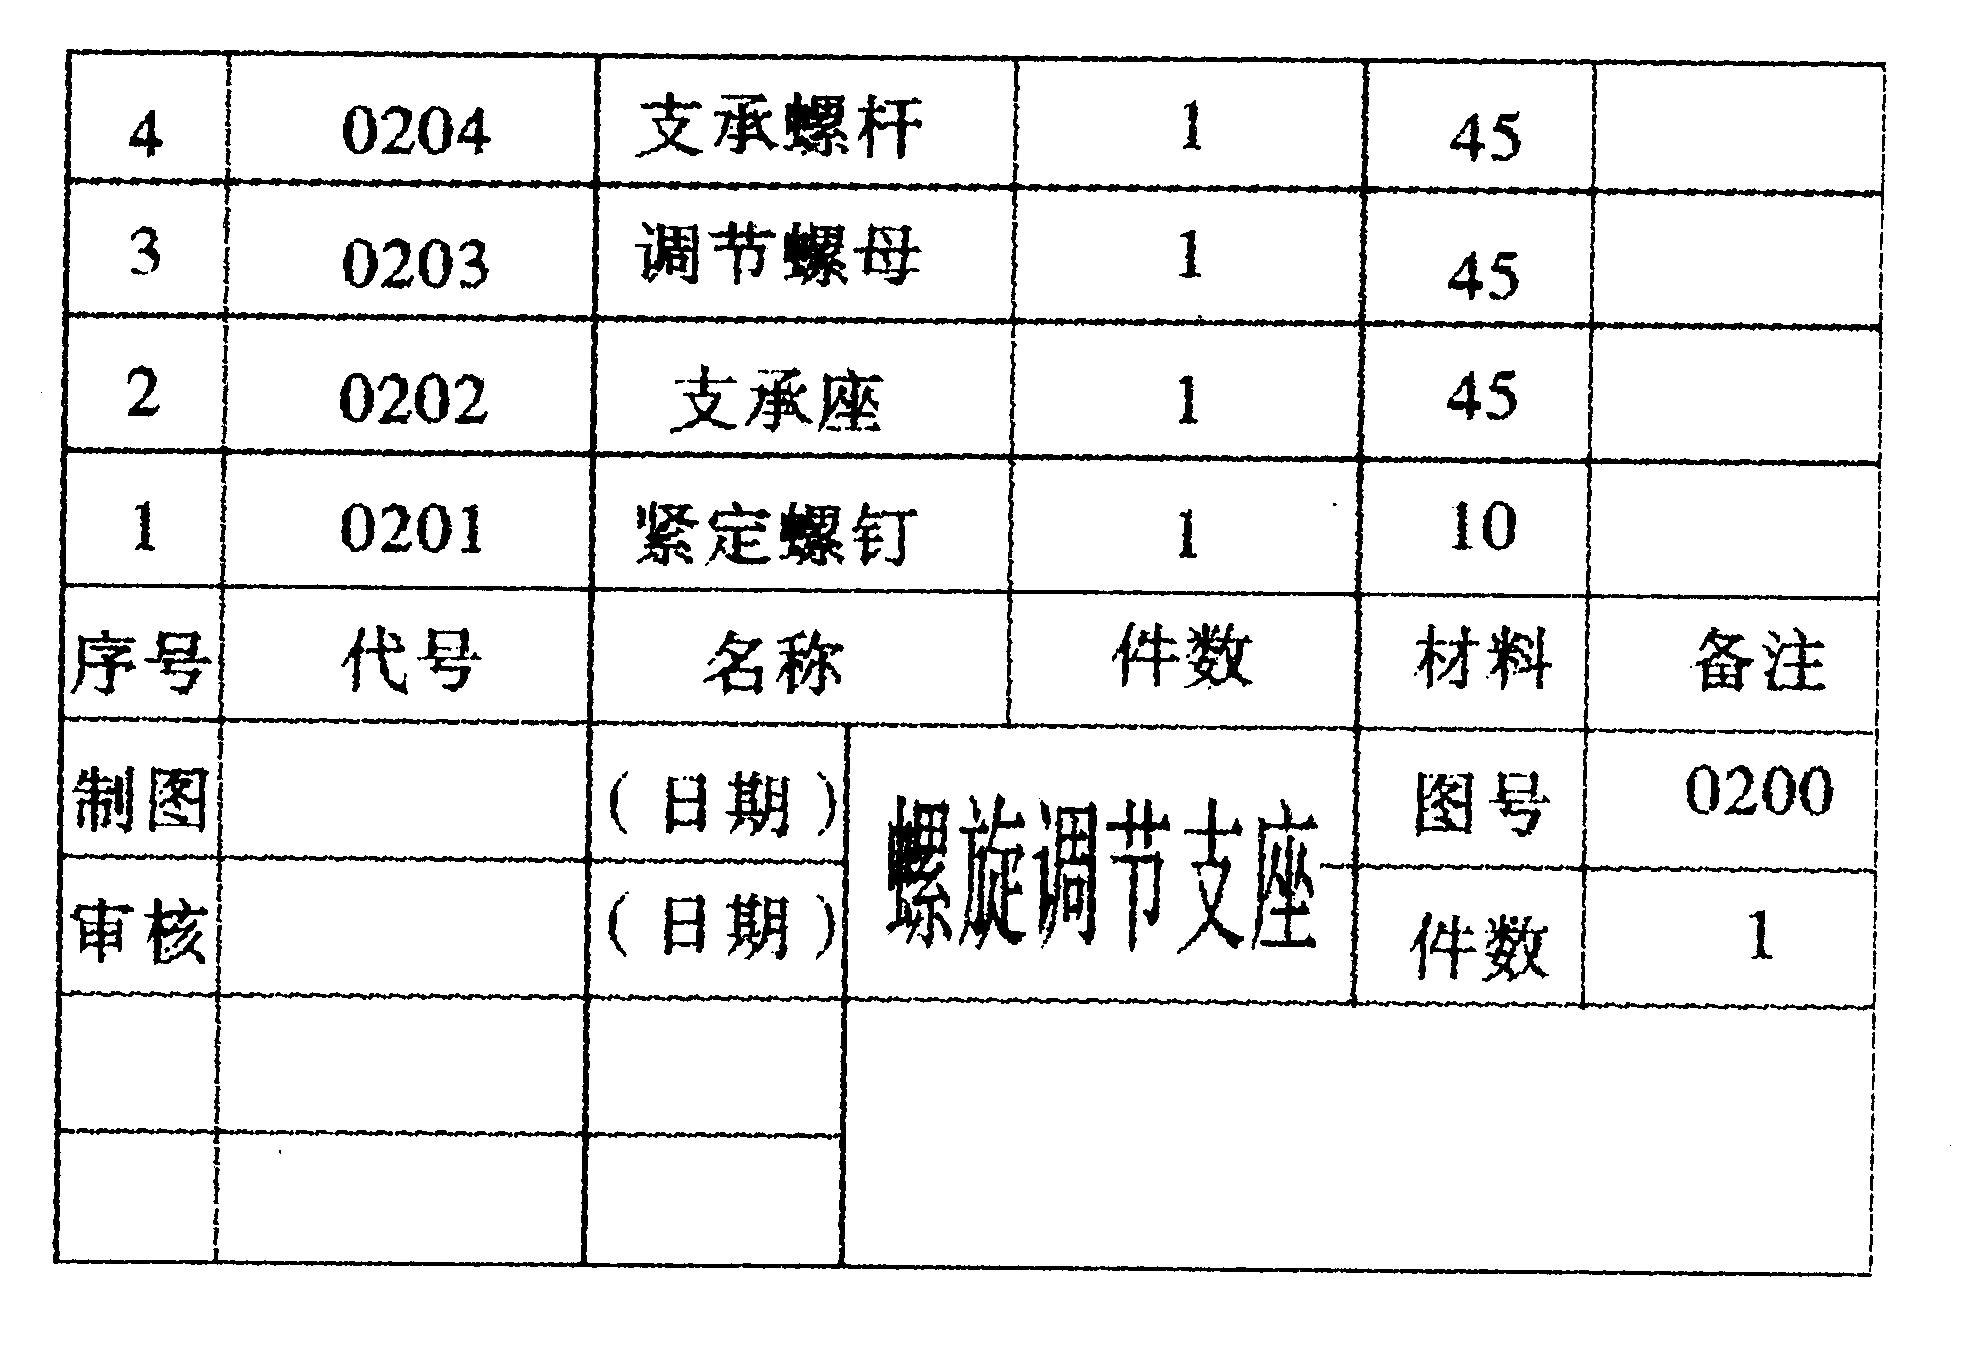 4 0204 支承螺杆 1 45
3 0203 调节螺母 1 45
2 0202 支承座 1 45
1 0201 紧定螺钉 1 10
序号 代号 名称 件数 材料 备注
制图 (日期) 螺旋调节支座 图号 0200
审核 (日期) 件数 1